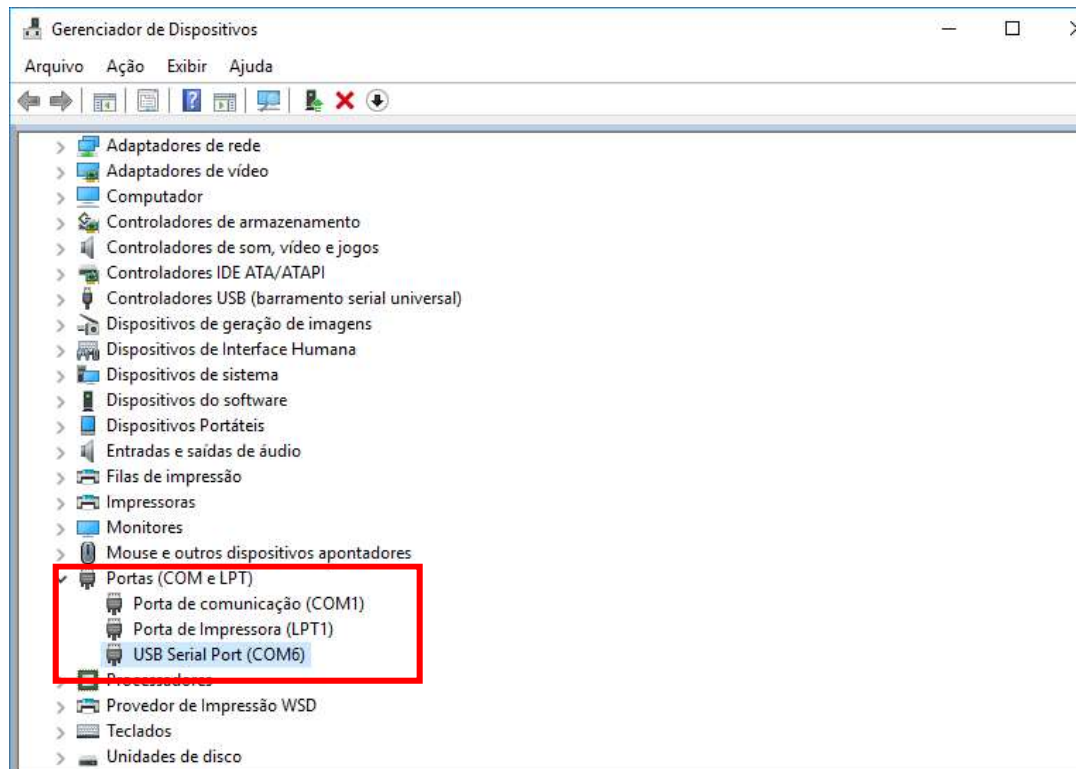 Gerenciador de Dispositivos
Arquivo Ação Exibir Ajuda
Adaptadores de rede
Adaptadores de vídeo
Computador
Controladores de armazenamento
Controladores de som, vídeo e jogos
Controladores IDE ATA/ATAPI
Controladores USB (barramento serial universal)
Dispositivos de geração de imagens
Dispositivos de Interface Humana
Dispositivos de sistema
Dispositivos do software
Dispositivos Portáteis
Entradas e saídas de áudio
Filas de impressão
Impressoras
Monitores
Mouse e outros dispositivos apontadores
Portas (COM e LPT)
Porta de comunicação (COM1)
Porta de Impressora (LPT1)
USB Serial Port (COM6)
Processadores
Provedor de Impressão WSD
Teclados
Unidades de disco